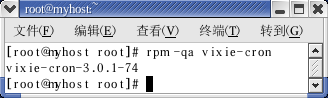 root@myhost:~
文件(F) 编辑(E) 查看(V) 终端(T) 转到(G)
[root@myhost root]# rpm -qa vixie-cron
vixie-cron-3.0.1-74
[root@myhost root]#